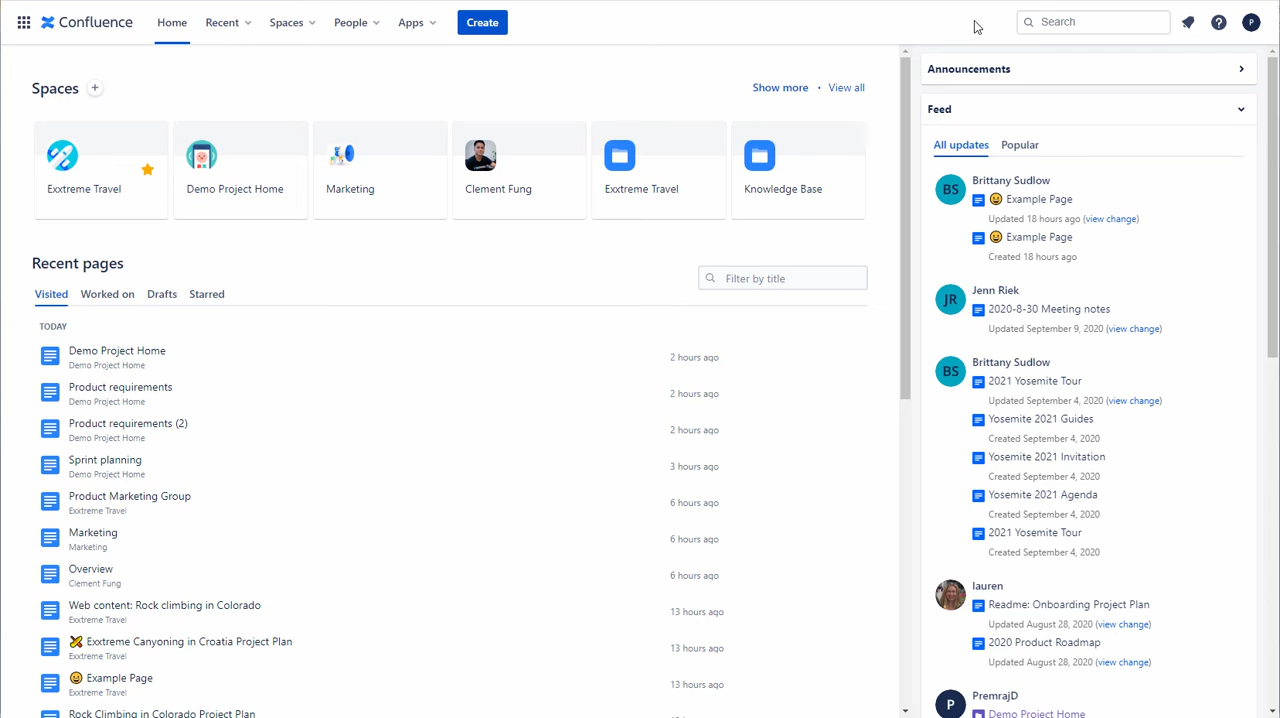 Confluence
Home
Recent
Spaces
People
Apps
Create
Search
P
Spaces
Show more • View all
Exxtreme Travel
Demo Project Home
Marketing
Clement Fung
Exxtreme Travel
Knowledge Base
Recent pages
Filter by title
Visited
Worked on
Drafts
Starred
TODAY
Demo Project Home
Demo Project Home
2 hours ago
Product requirements
Demo Project Home
2 hours ago
Product requirements (2)
Demo Project Home
2 hours ago
Sprint planning
Demo Project Home
3 hours ago
Product Marketing Group
Exxtreme Travel
6 hours ago
Marketing
Marketing
6 hours ago
Overview
Clement Fung
6 hours ago
Web content: Rock climbing in Colorado
Exxtreme Travel
13 hours ago
Exxtreme Canyoning in Croatia Project Plan
Exxtreme Travel
13 hours ago
Example Page
Exxtreme Travel
13 hours ago
Rock Climbing in Colorado Project Plan
Announcements
Feed
All updates
Popular
BS
Brittany Sudlow
Example Page
Updated 18 hours ago (view change)
Example Page
Created 18 hours ago
JR
Jenn Riek
2020-8-30 Meeting notes
Updated September 9, 2020 (view change)
BS
Brittany Sudlow
2021 Yosemite Tour
Updated September 4, 2020 (view change)
Yosemite 2021 Guides
Created September 4, 2020
Yosemite 2021 Invitation
Created September 4, 2020
Yosemite 2021 Agenda
Created September 4, 2020
2021 Yosemite Tour
Created September 4, 2020
lauren
Readme: Onboarding Project Plan
Updated August 28, 2020 (view change)
2020 Product Roadmap
Updated August 28, 2020 (view change)
P
PremrajD
Demo Project Home